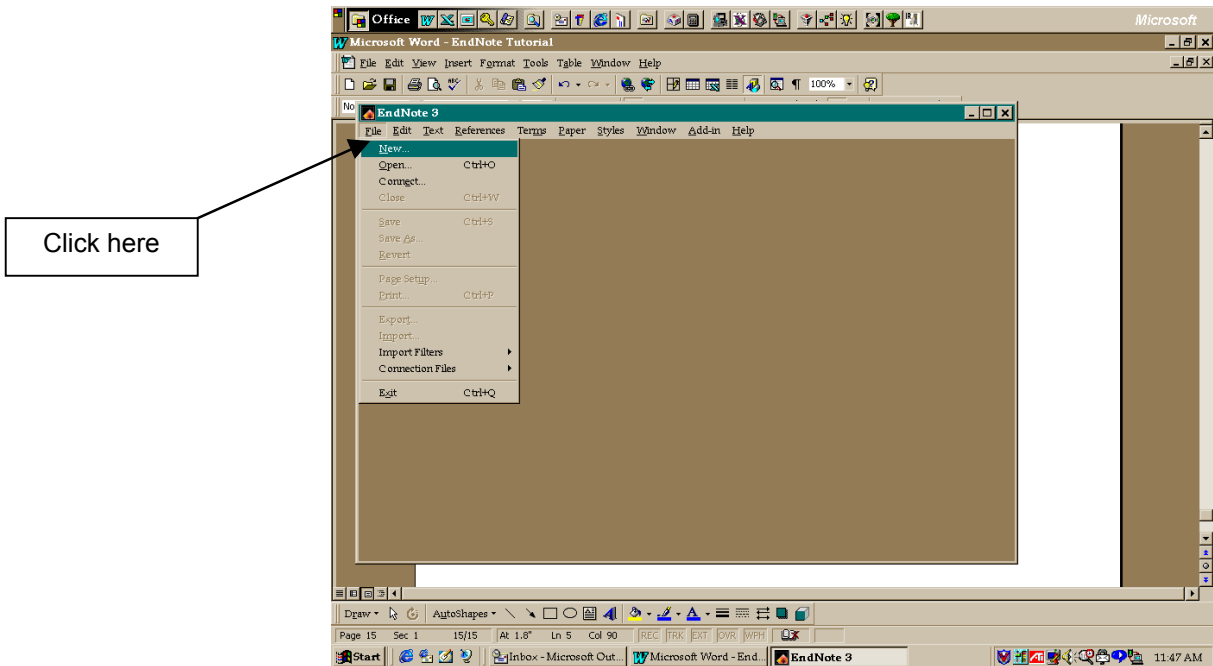 Office Microsoft
Microsoft Word - EndNote Tutorial
File Edit View Insert Format Tools Table Window Help
100%
No
EndNote 3
File Edit Text References Terms Paper Styles Window Add-in Help
New...
Open... Ctrl+O
Connect...
Close Ctrl+W
Save Ctrl+S
Save As...
Revert
Page Setup...
Print... Ctrl+P
Export...
Import...
Import Filters
Connection Files
Exit Ctrl+Q
Click here
Draw AutoShapes
Page 15 Sec 1 15/15 At 1.8" Ln 5 Col 90 REC TRK EXT OVR WPH
Start Inbox - Microsoft Out... Microsoft Word - End... EndNote 3 11:47 AM